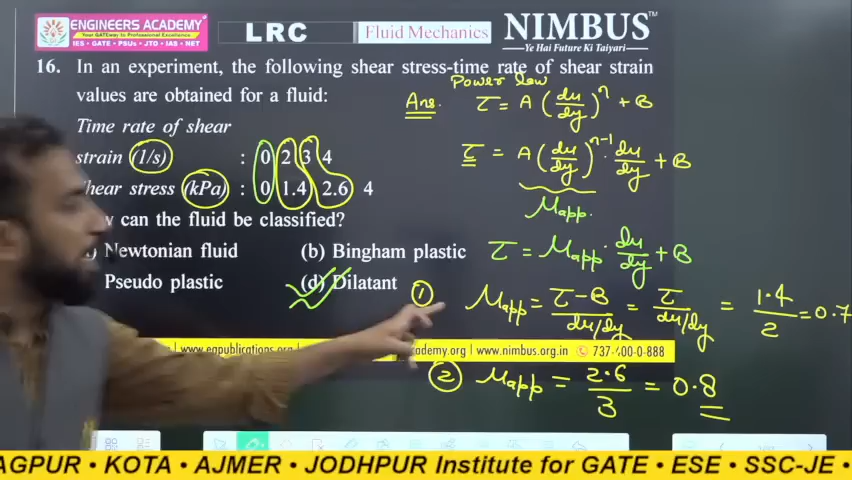 ENGINEERS ACADEMY
Your GATEway to Professional Excellence
IES • GATE • PSUs • JTO • IAS • NET
LRC
Fluid Mechanics
NIMBUS™
Ye Hai Future Ki Taiyari
16. In an experiment, the following shear stress-time rate of shear strain
values are obtained for a fluid:
Time rate of shear
strain (1/s) : 0 2 3 4
hear stress (kPa) : 0 1.4 2.6 4
can the fluid be classified?
Newtonian fluid
(b) Bingham plastic
Pseudo plastic
(d) Dilatant
Power law
Ans. τ = A (du/dy)^n + B
τ = A (du/dy)^n-1 . du/dy + B
μapp.
τ = μapp . du/dy + B
① μapp = τ - B / du/dy = τ / du/dy = 1.4 / 2 = 0.7
www.eapublications.org | cademy.org | www.nimbus.org.in 737-00-0-888
② μapp = 2.6 / 3 = 0.8
AGPUR • KOTA • AJMER • JODHPUR Institute for GATE • ESE • SSC-JE •